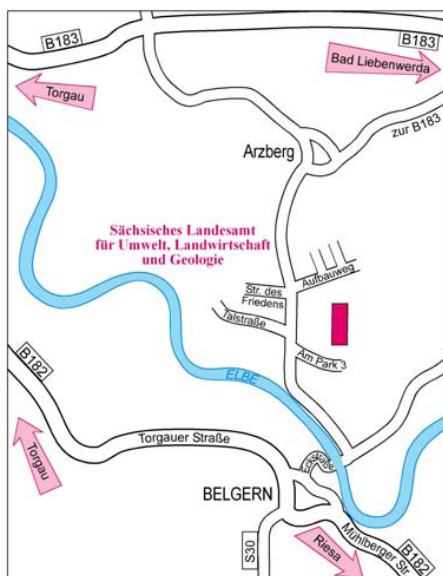 B183
B183
Bad Liebenwerda
Torgau
zur B183
Arzberg
Sächsisches Landesamt
für Umwelt, Landwirtschaft
und Geologie
Aufbauweg
Str. des
Friedens
Talstraße
Am Park 3
B182
ELBE
Torgau
Torgauer Straße
BELGERN
Mühlberger Str
B182
S30
Riesa